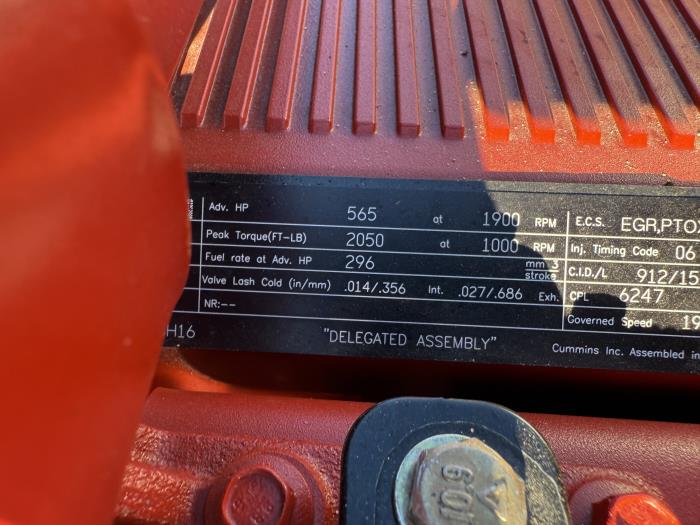 Adv. HP 565 at 1900 RPM E.C.S. EGR,PTOX
Peak Torque(FT-LB) 2050 at 1000 RPM Inj. Timing Code 06
Fuel rate at Adv. HP 296 mm 3 stroke C.I.D./L 912/15
Valve Lash Cold (in/mm) .014/.356 Int. .027/.686 Exh. CPL 6247
NR:-- Governed Speed 19
H16 "DELEGATED ASSEMBLY" Cummins Inc. Assembled in